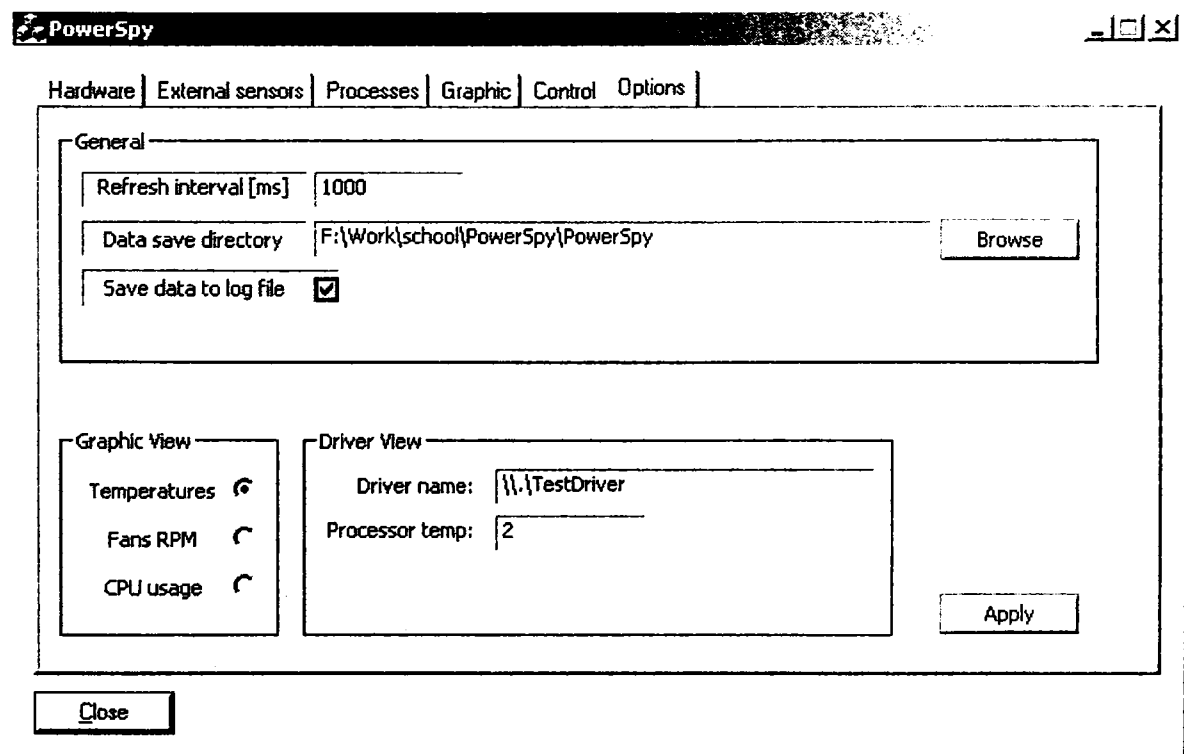 PowerSpy
Hardware External sensors Processes Graphic Control Options
General
Refresh interval [ms] 1000
Data save directory F:\Work\school\PowerSpy\PowerSpy Browse
Save data to log file
Graphic View
Temperatures
Fans RPM
CPU usage
Driver View
Driver name: \\.\TestDriver
Processor temp: 2
Apply
Close